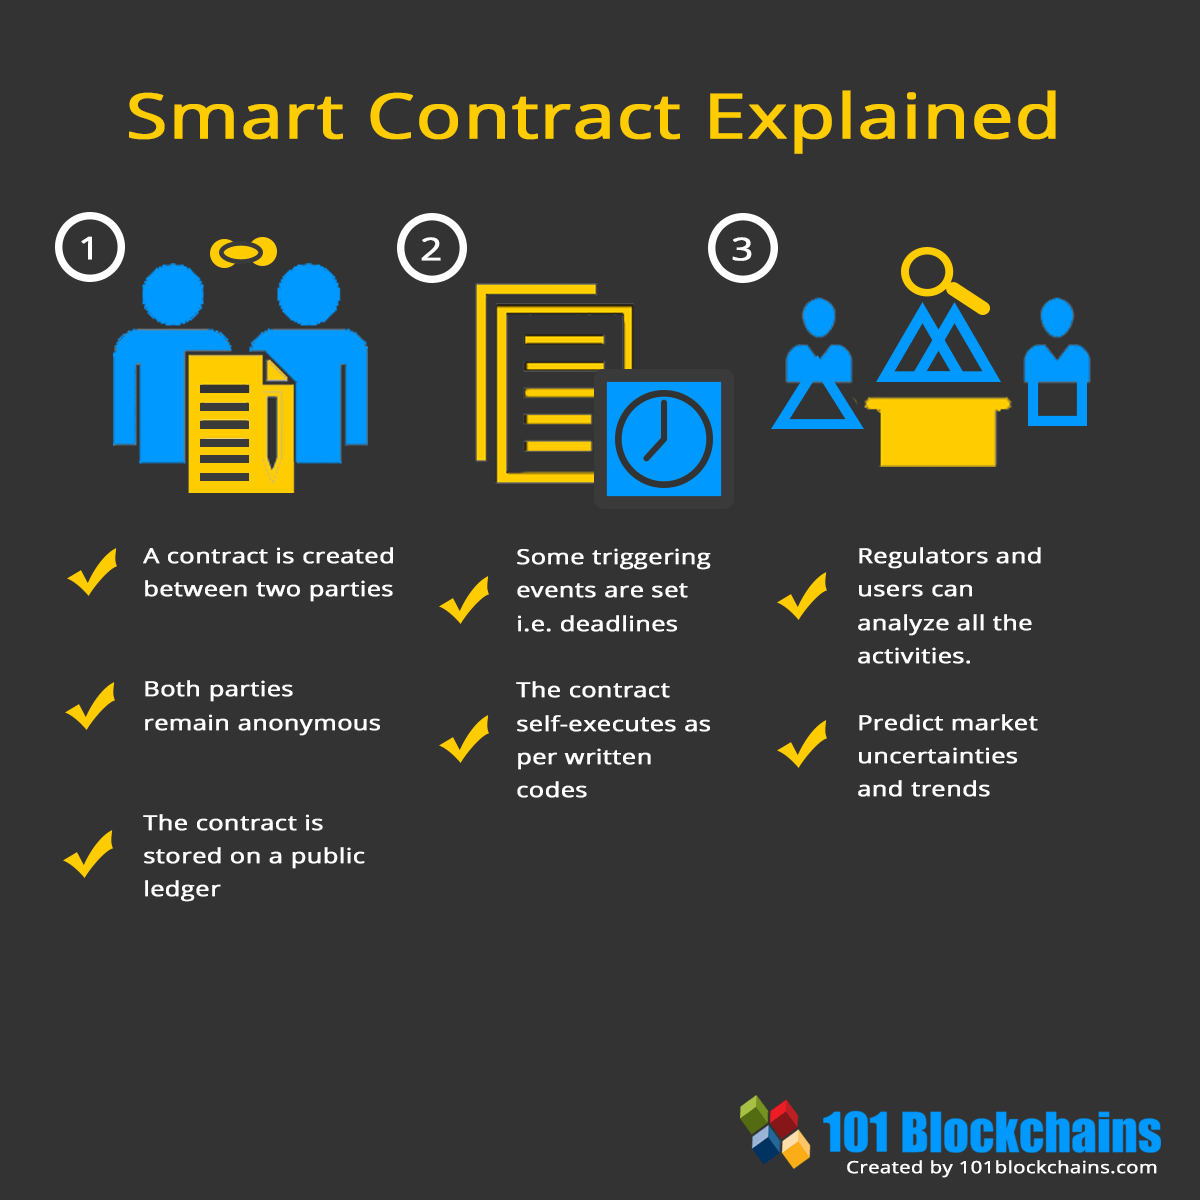 Smart Contract Explained
1
2
3
A contract is created
between two parties
Both parties
remain anonymous
The contract is
stored on a public
ledger
Some triggering
events are set
i.e. deadlines
The contract
self-executes as
per written
codes
Regulators and
users can
analyze all the
activities.
Predict market
uncertainties
and trends
101 Blockchains
Created by 101blockchains.com